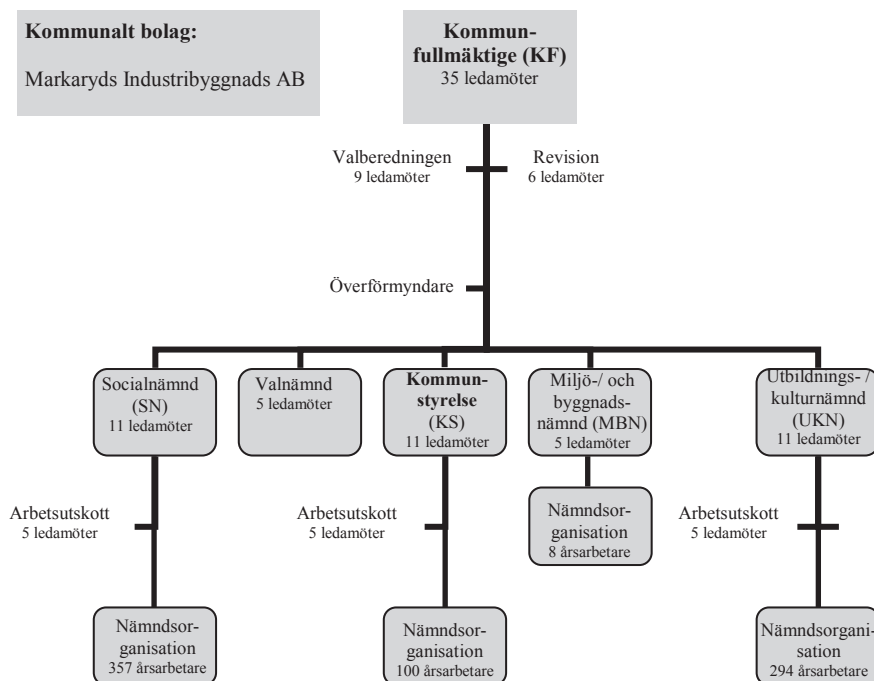 Kommunalt bolag:
Markaryds Industribyggnads AB
Kommun-
fullmäktige (KF)
35 ledamöter
Valberedningen
9 ledamöter
Revision
6 ledamöter
Överförmyndare
Socialnämnd
(SN)
11 ledamöter
Valnämnd
5 ledamöter
Kommun-
styrelse
(KS)
11 ledamöter
Miljö-/ och
byggnads-
nämnd (MBN)
5 ledamöter
Utbildnings- /
kulturnämnd
(UKN)
11 ledamöter
Arbetsutskott
5 ledamöter
Arbetsutskott
5 ledamöter
Nämndsor-
ganisation
8 årsarbetare
Arbetsutskott
5 ledamöter
Nämndsor-
ganisation
357 årsarbetare
Nämndsor-
ganisation
100 årsarbetare
Nämndsorgani-
sation
294 årsarbetare